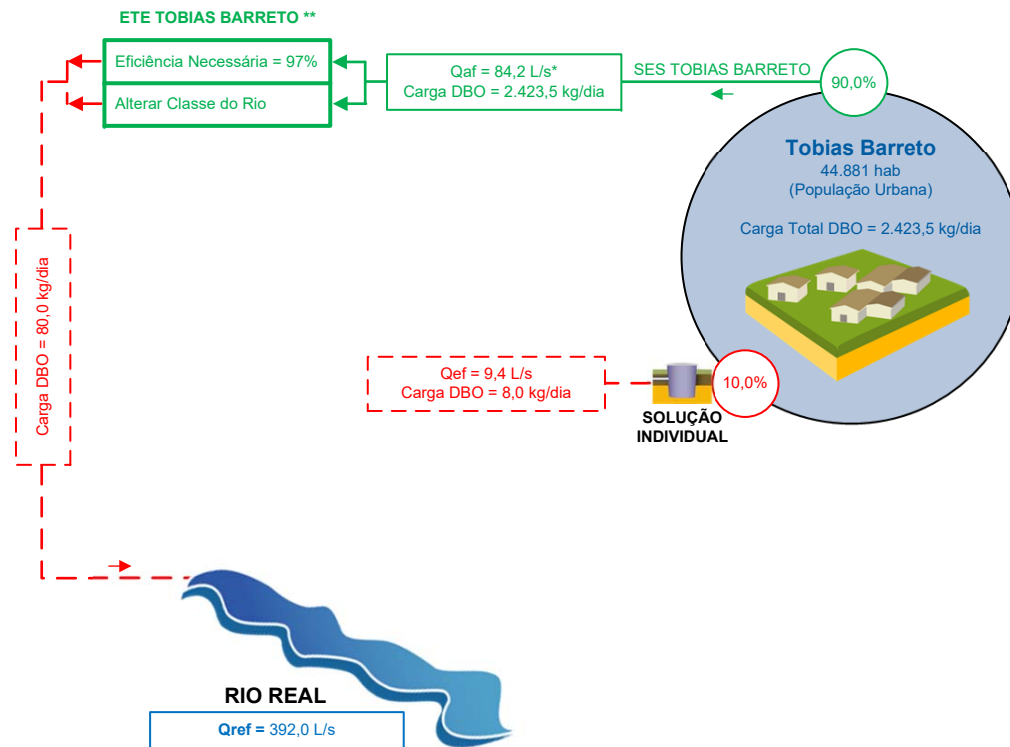 ETE TOBIAS BARRETO **
Eficiência Necessária = 97%
Alterar Classe do Rio
Qaf = 84,2 L/s*
Carga DBO = 2.423,5 kg/dia
SES TOBIAS BARRETO
90,0%
Tobias Barreto
44.881 hab
(População Urbana)
Carga Total DBO = 2.423,5 kg/dia
Carga DBO = 80,0 kg/dia
Qef = 9,4 L/s
Carga DBO = 8,0 kg/dia
10,0%
SOLUÇÃO
INDIVIDUAL
RIO REAL
Qref = 392,0 L/s